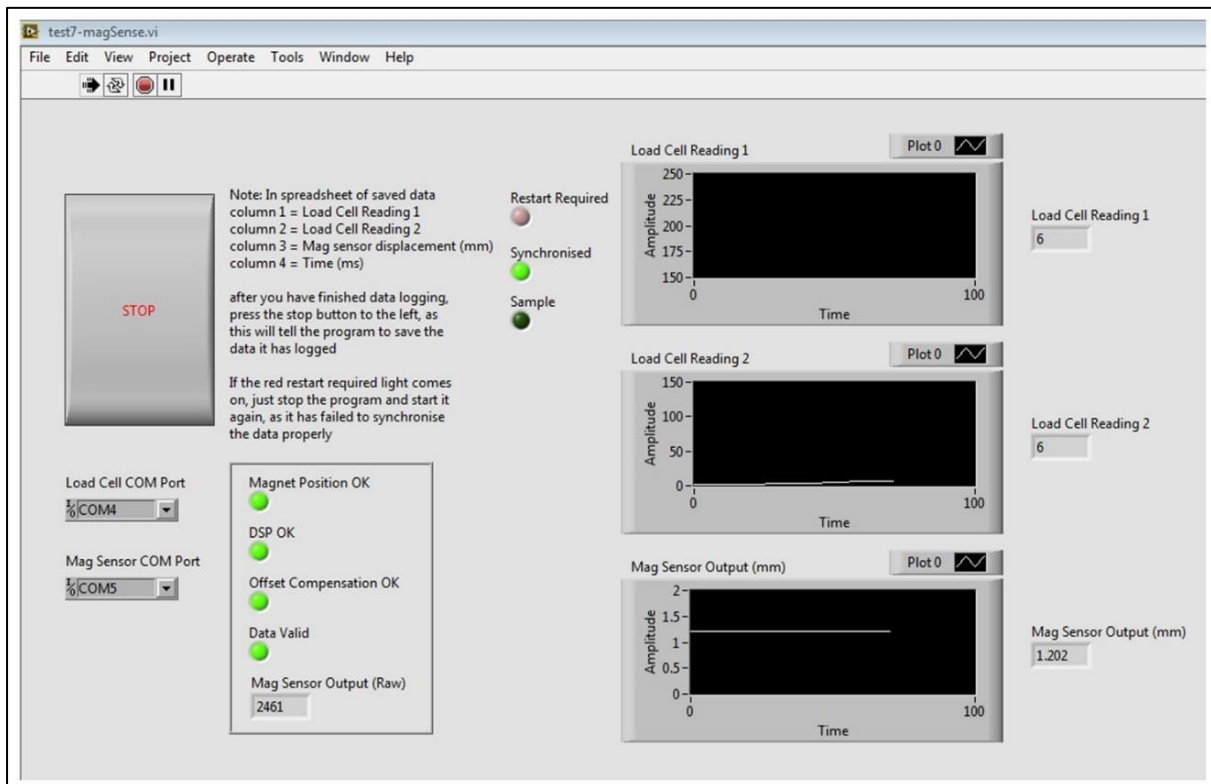 test7-magSense.vi
File Edit View Project Operate Tools Window Help
STOP
Note: In spreadsheet of saved data
column 1 = Load Cell Reading 1
column 2 = Load Cell Reading 2
column 3 = Mag sensor displacement (mm)
column 4 = Time (ms)
after you have finished data logging,
press the stop button to the left, as
this will tell the program to save the
data it has logged
If the red restart required light comes
on, just stop the program and start it
again, as it has failed to synchronise
the data properly
Restart Required
Synchronised
Sample
Load Cell COM Port
COM4
Mag Sensor COM Port
COM5
Magnet Position OK
DSP OK
Offset Compensation OK
Data Valid
Mag Sensor Output (Raw)
2461
Load Cell Reading 1
Plot 0
Amplitude
250
225
200
175
150
0 100
Time
Load Cell Reading 1
6
Load Cell Reading 2
Plot 0
Amplitude
150
100
50
0
0 100
Time
Load Cell Reading 2
6
Mag Sensor Output (mm)
Plot 0
Amplitude
2
1.5
1
0.5
0
0 100
Time
Mag Sensor Output (mm)
1.202